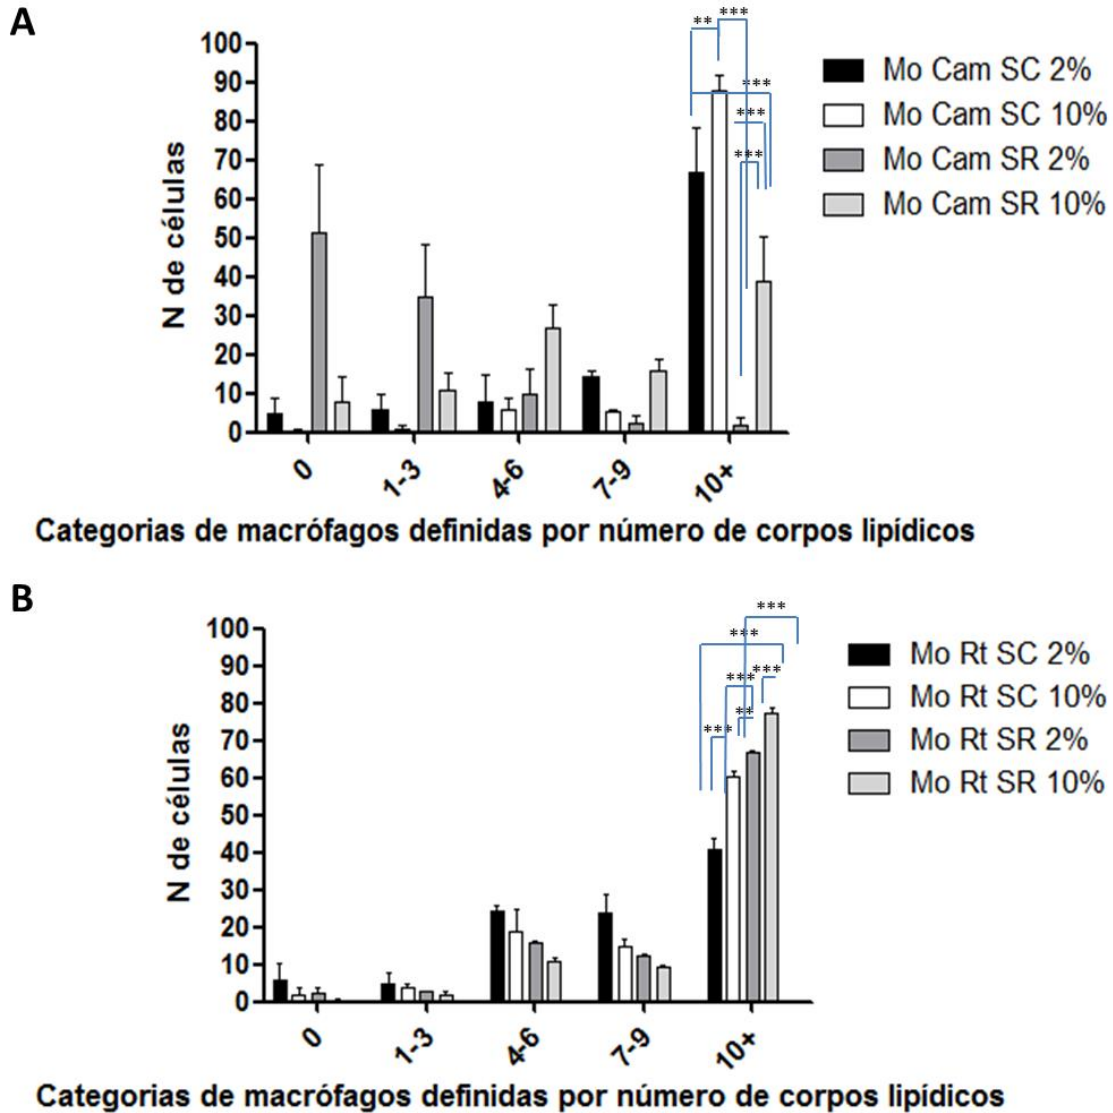 A
** ***
100
90
80
70
60
50
40
30
20
10
0
N de células
***
***
***
Mo Cam SC 2%
Mo Cam SC 10%
Mo Cam SR 2%
Mo Cam SR 10%
0 1-3 4-6 7-9 10+
Categorias de macrófagos definidas por número de corpos lipídicos
B
100
90
80
70
60
50
40
30
20
10
0
N de células
***
***
***
***
**
***
Mo Rt SC 2%
Mo Rt SC 10%
Mo Rt SR 2%
Mo Rt SR 10%
0 1-3 4-6 7-9 10+
Categorias de macrófagos definidas por número de corpos lipídicos